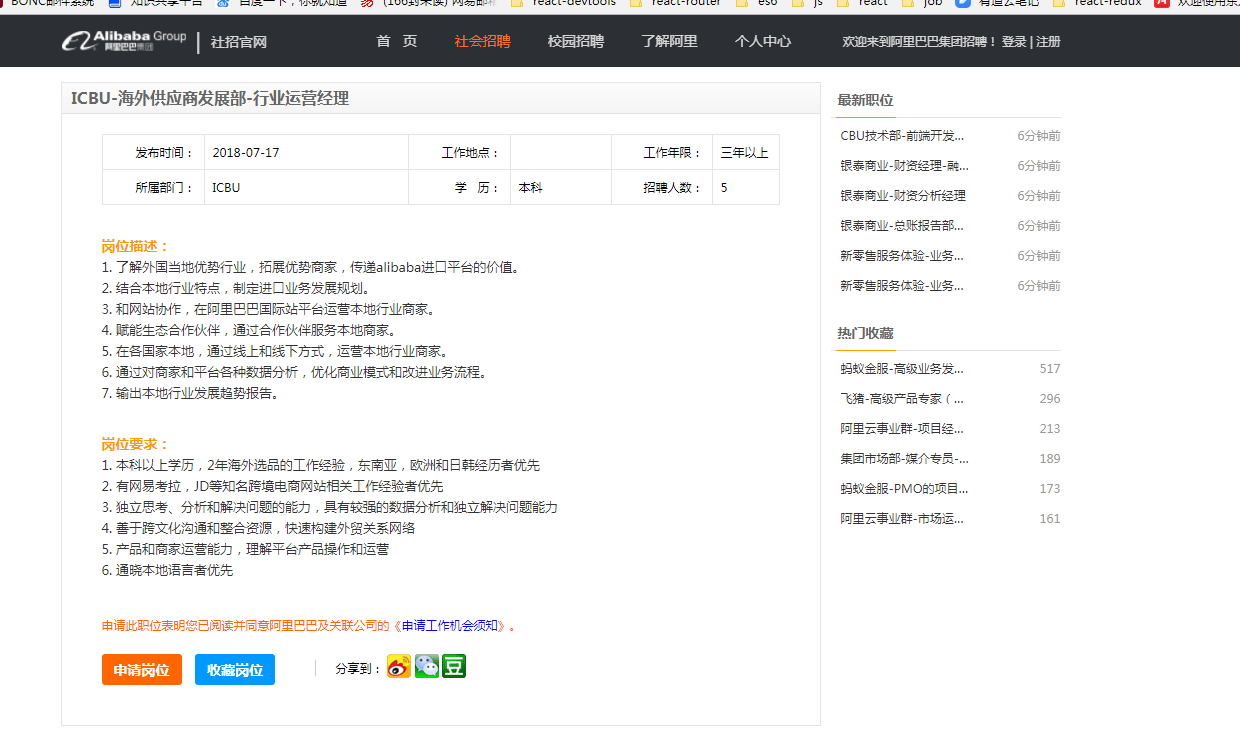 BONC邮件系统 知识共享平台 百度一下，你就知道 (166封未读) 网易邮箱 react-devtools react-router es6 js react job 有道云笔记 react-redux 欢迎使用东
Alibaba Group 阿里巴巴集团 | 社招官网 首 页 社会招聘 校园招聘 了解阿里 个人中心 欢迎来到阿里巴巴集团招聘！ 登录 | 注册
ICBU-海外供应商发展部-行业运营经理
发布时间： 2018-07-17 工作地点： 工作年限： 三年以上
所属部门： ICBU 学 历： 本科 招聘人数： 5
岗位描述：
1. 了解外国当地优势行业，拓展优势商家，传递alibaba进口平台的价值。
2. 结合本地行业特点，制定进口业务发展规划。
3. 和网站协作，在阿里巴巴国际站平台运营本地行业商家。
4. 赋能生态合作伙伴，通过合作伙伴服务本地商家。
5. 在各国家本地，通过线上和线下方式，运营本地行业商家。
6. 通过对商家和平台各种数据分析，优化商业模式和改进业务流程。
7. 输出本地行业发展趋势报告。
岗位要求：
1. 本科以上学历，2年海外选品的工作经验，东南亚，欧洲和日韩经历者优先
2. 有网易考拉，JD等知名跨境电商网站相关工作经验者优先
3. 独立思考、分析和解决问题的能力，具有较强的数据分析和独立解决问题能力
4. 善于跨文化沟通和整合资源，快速构建外贸关系网络
5. 产品和商家运营能力，理解平台产品操作和运营
6. 通晓本地语言者优先
申请此职位表明您已阅读并同意阿里巴巴及关联公司的《申请工作机会须知》。
申请岗位 收藏岗位 分享到： 豆
最新职位
CBU技术部-前端开发... 6分钟前
银泰商业-财资经理-融... 6分钟前
银泰商业-财资分析经理 6分钟前
银泰商业-总账报告部... 6分钟前
新零售服务体验-业务... 6分钟前
新零售服务体验-业务... 6分钟前
热门收藏
蚂蚁金服-高级业务发... 517
飞猪-高级产品专家（... 296
阿里云事业群-项目经... 213
集团市场部-媒介专员-... 189
蚂蚁金服-PMO的项目... 173
阿里云事业群-市场运... 161